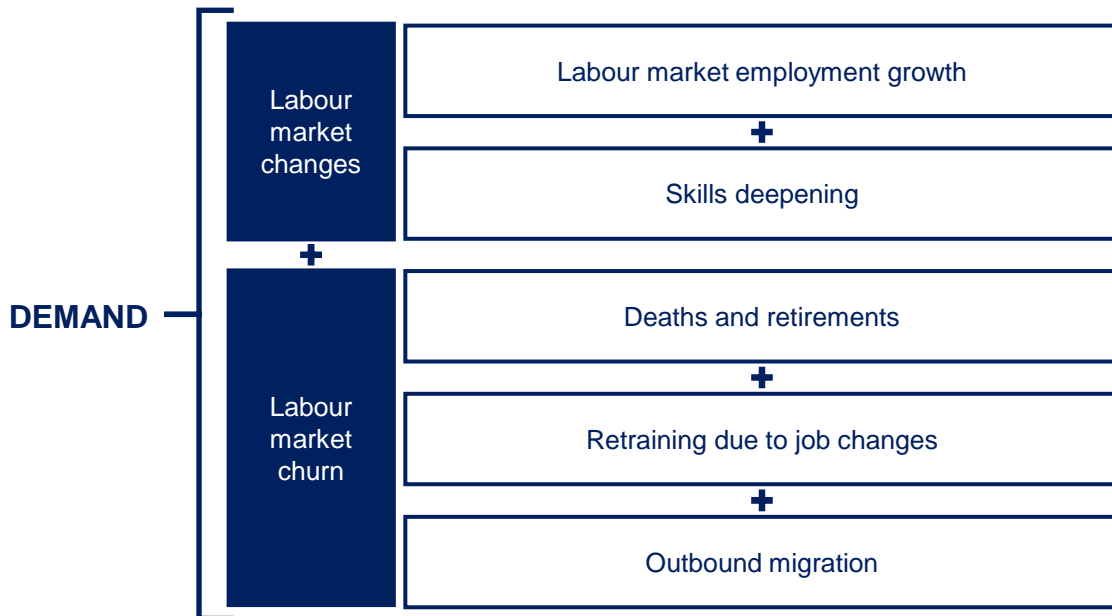 DEMAND
Labour
market
changes
Labour market employment growth
+
Skills deepening
+
Labour
market
churn
Deaths and retirements
+
Retraining due to job changes
+
Outbound migration